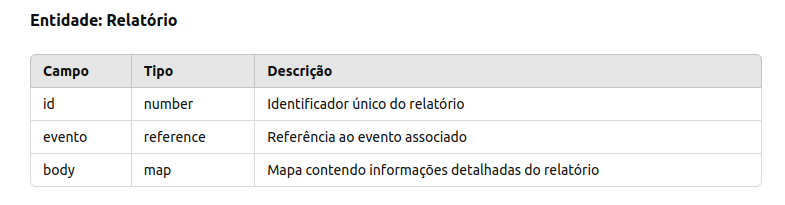 Entidade: Relatório
Campo Tipo Descrição
id number Identificador único do relatório
evento reference Referência ao evento associado
body map Mapa contendo informações detalhadas do relatório